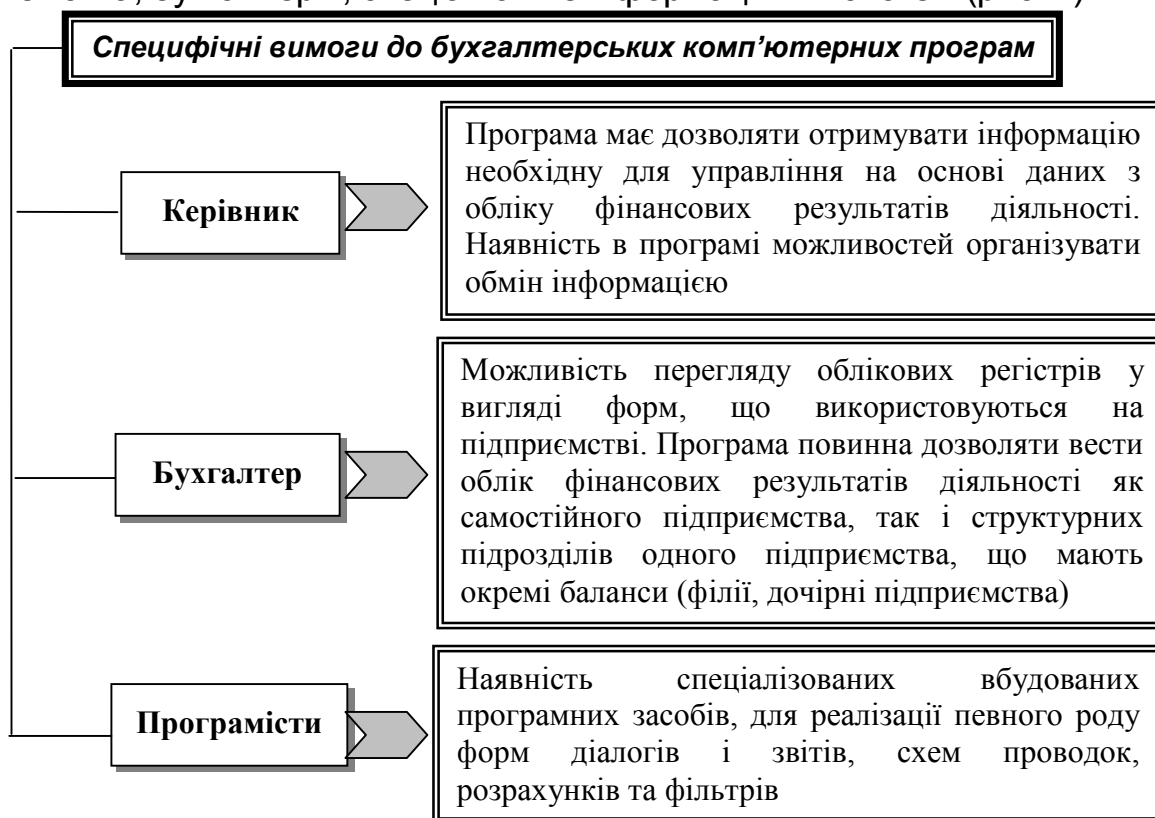 Специфічні вимоги до бухгалтерських комп’ютерних програм
Керівник
Програма має дозволяти отримувати інформацію
необхідну для управління на основі даних з
обліку фінансових результатів діяльності.
Наявність в програмі можливостей організувати
обмін інформацією
Бухгалтер
Можливість перегляду облікових регістрів у
вигляді форм, що використовуються на
підприємстві. Програма повинна дозволяти вести
облік фінансових результатів діяльності як
самостійного підприємства, так і структурних
підрозділів одного підприємства, що мають
окремі баланси (філії, дочірні підприємства)
Програмісти
Наявність спеціалізованих вбудованих
програмних засобів, для реалізації певного роду
форм діалогів і звітів, схем проводок,
розрахунків та фільтрів